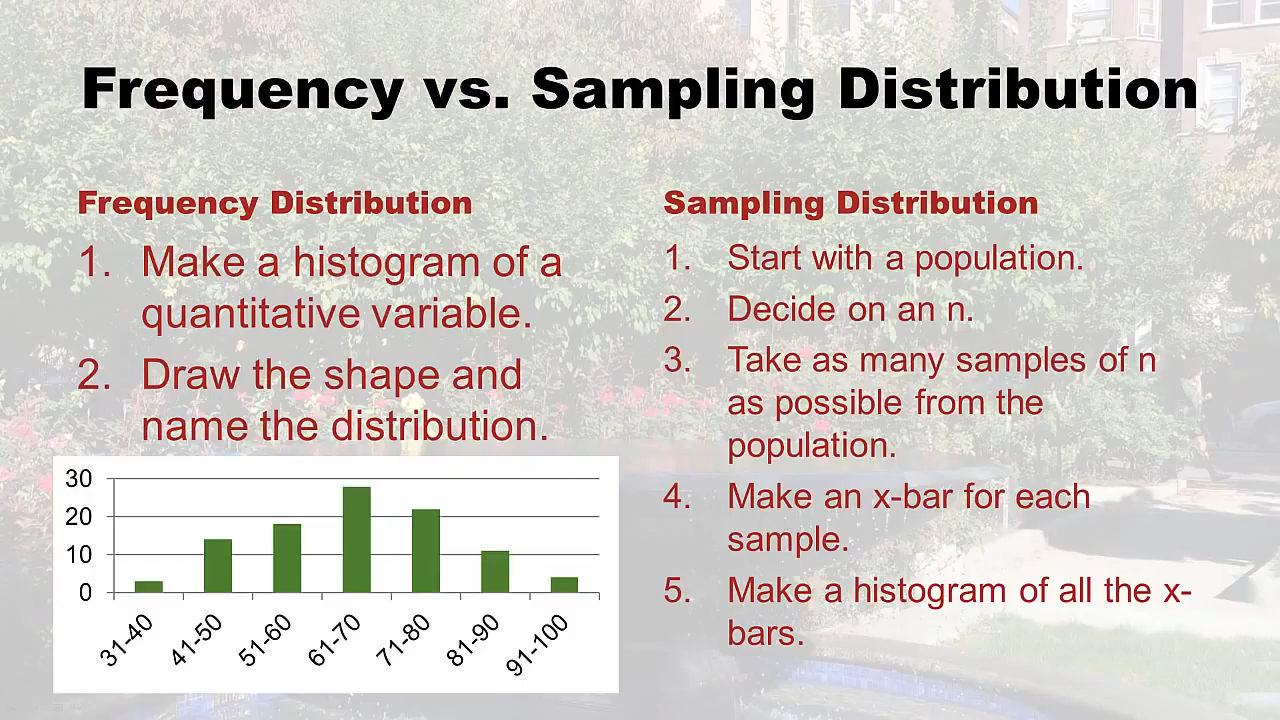 Frequency vs. Sampling Distribution
Frequency Distribution
1. Make a histogram of a
quantitative variable.
2. Draw the shape and
name the distribution.
30
20
10
0
31-40
41-50
51-60
61-70
71-80
81-90
91-100
Sampling Distribution
1. Start with a population.
2. Decide on an n.
3. Take as many samples of n
as possible from the
population.
4. Make an x-bar for each
sample.
5. Make a histogram of all the x-
bars.